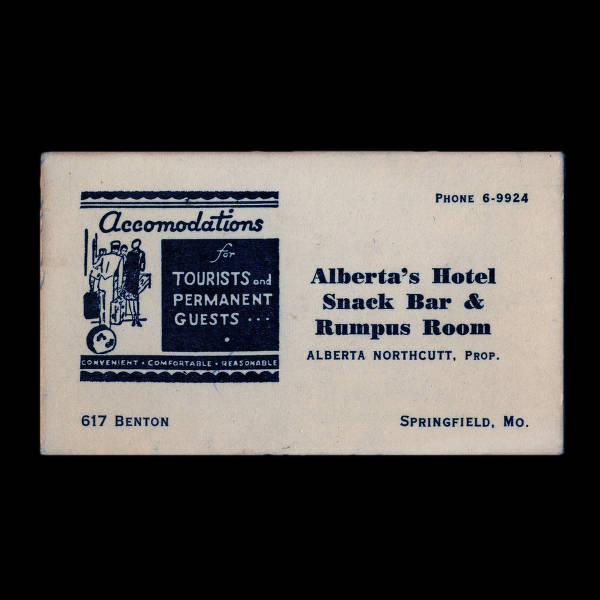 Phone 6-9924
Accomodations
for
TOURISTS and
PERMANENT
GUESTS ...
CONVENIENT • COMFORTABLE • REASONABLE
Alberta's Hotel
Snack Bar &
Rumpus Room
Alberta Northcutt, Prop.
617 Benton
Springfield, Mo.